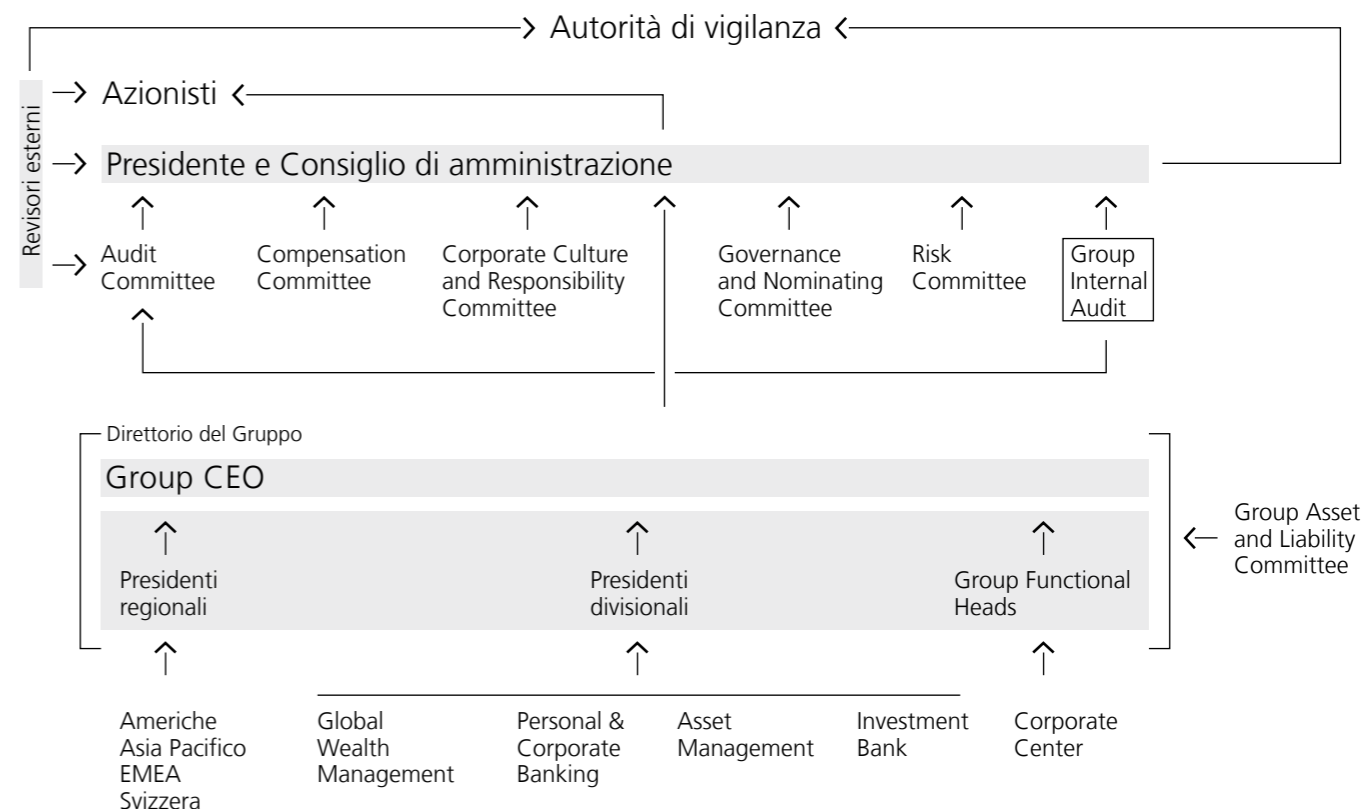 Autorità di vigilanza
Revisori esterni
Azionisti
Presidente e Consiglio di amministrazione
Audit
Committee
Compensation
Committee
Corporate Culture
and Responsibility
Committee
Governance
and Nominating
Committee
Risk
Committee
Group
Internal
Audit
Direttorio del Gruppo
Group CEO
Presidenti
regionali
Presidenti
divisionali
Group Functional
Heads
Group Asset
and Liability
Committee
Americhe
Asia Pacifico
EMEA
Svizzera
Global
Wealth
Management
Personal &
Corporate
Banking
Asset
Management
Investment
Bank
Corporate
Center